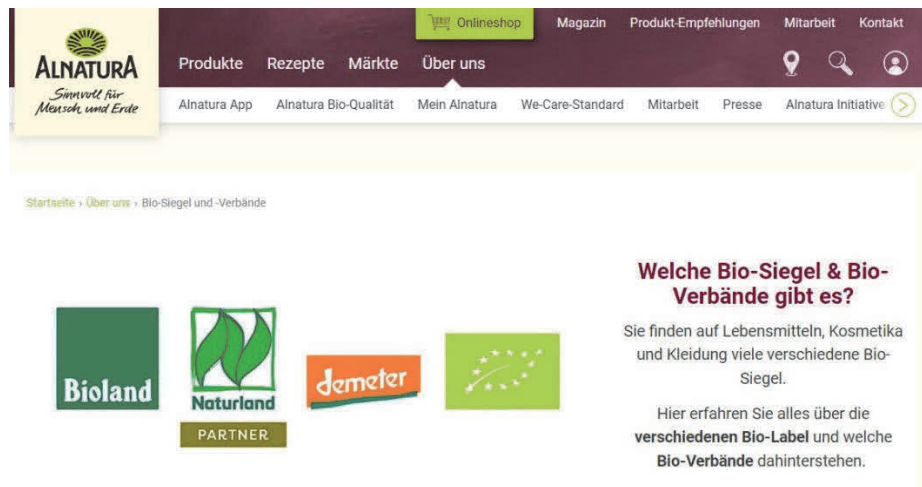 Onlineshop Magazin Produkt-Empfehlungen Mitarbeit Kontakt
ALNATURA
Sinnvoll für
Mensch und Erde
Produkte Rezepte Märkte Über uns
Alnatura App Alnatura Bio-Qualität Mein Alnatura We-Care-Standard Mitarbeit Presse Alnatura Initiative
Startseite › Über uns › Bio-Siegel und -Verbände
Bioland
Naturland
PARTNER
demeter
Welche Bio-Siegel & Bio-
Verbände gibt es?
Sie finden auf Lebensmitteln, Kosmetika
und Kleidung viele verschiedene Bio-
Siegel.
Hier erfahren Sie alles über die
verschiedenen Bio-Label und welche
Bio-Verbände dahinterstehen.